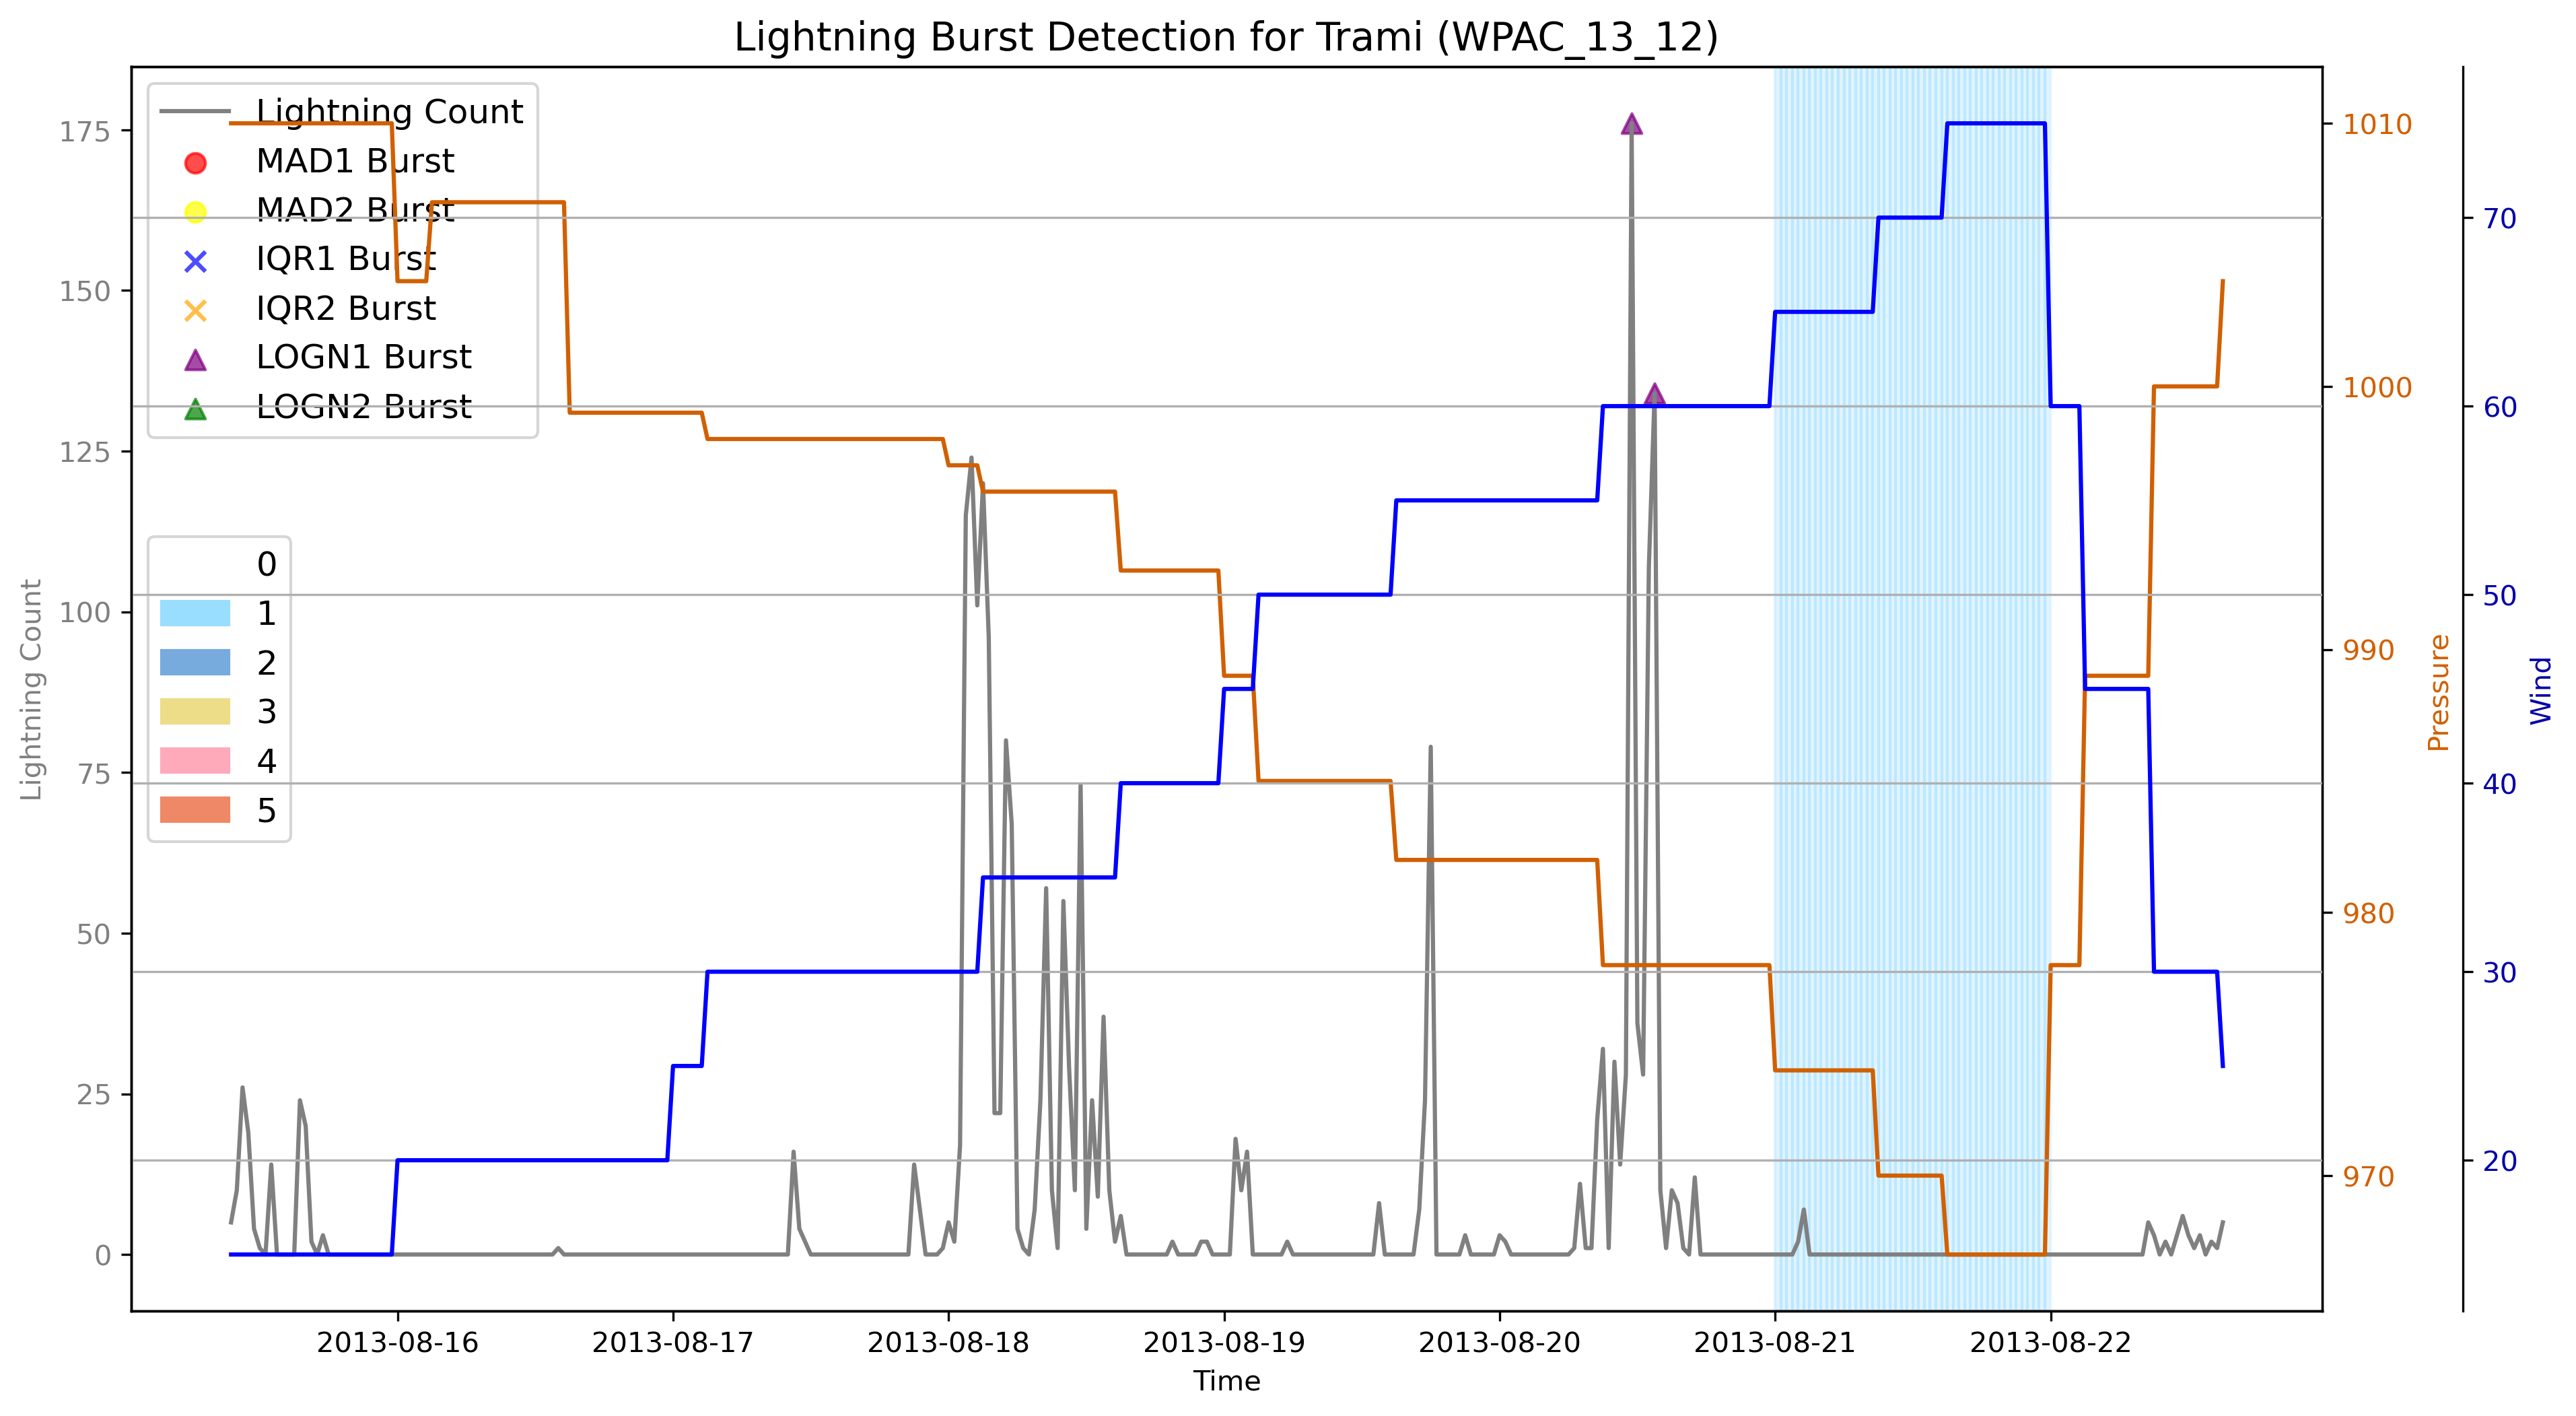 Lightning Burst Detection for Trami (WPAC_13_12)
Lightning Count
MAD1 Burst
MAD2 Burst
IQR1 Burst
IQR2 Burst
LOGN1 Burst
LOGN2 Burst
0
1
2
3
4
5
175
150
125
100
75
50
25
0
Lightning Count
1010
1000
990
980
970
Pressure
70
60
50
40
30
20
Wind
2013-08-16
2013-08-17
2013-08-18
2013-08-19
2013-08-20
2013-08-21
2013-08-22
Time